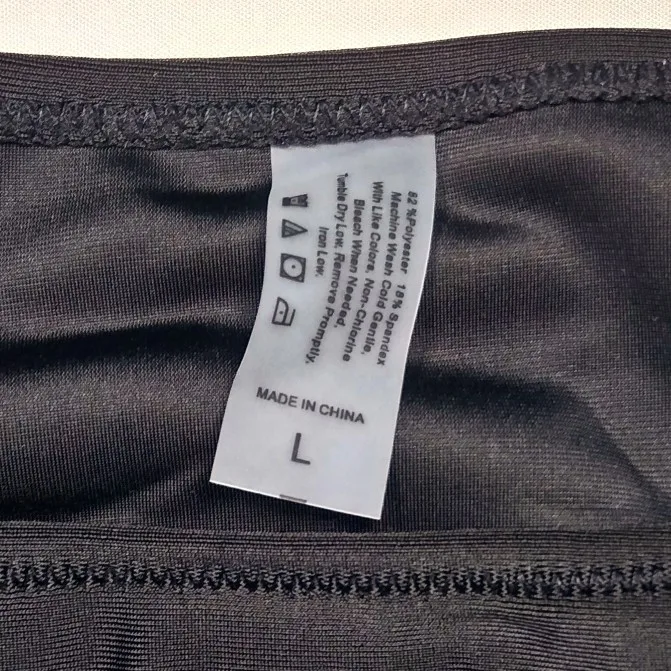 82 %Polyester 18% Spandex
Machine Wash Cold Gentle,
With Like Colors, Non-Chlorine
Bleach When Needed,
Tumble Dry Low, Remove Promptly,
Iron Low.
MADE IN CHINA
L